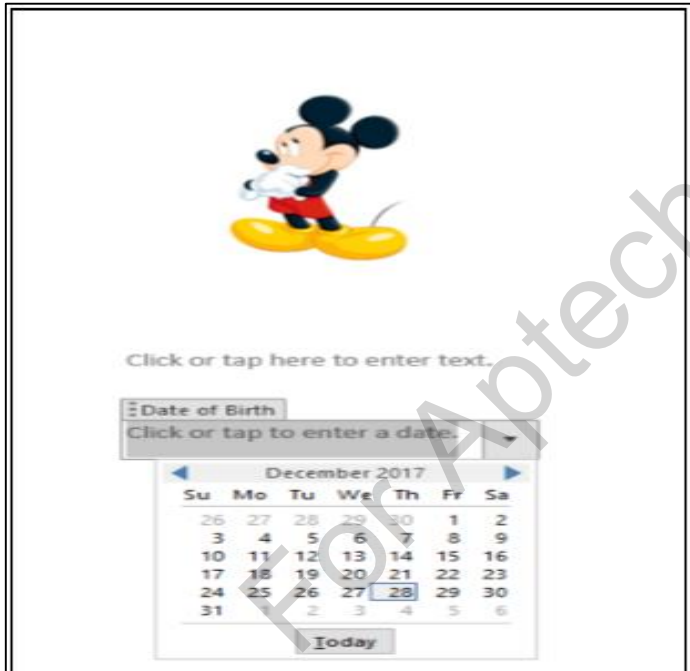 Click or tap here to enter text.
Date of Birth
Click or tap to enter a date.
December 2017
Su Mo Tu We Th Fr Sa
26 27 28 29 30 1 2
3 4 5 6 7 8 9
10 11 12 13 14 15 16
17 18 19 20 21 22 23
24 25 26 27 28 29 30
31 1 2 3 4 5 6
Today
For Aptech